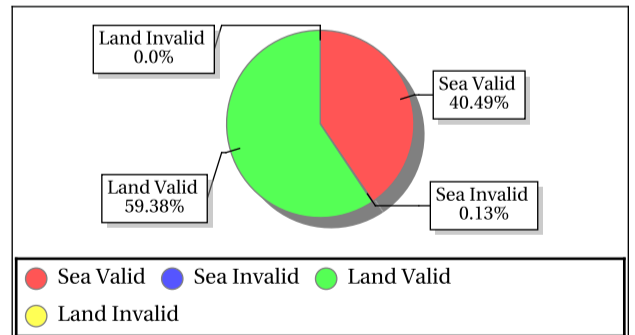 Land Invalid
0.0%
Sea Valid
40.49%
Land Valid
59.38%
Sea Invalid
0.13%
Sea Valid Sea Invalid Land Valid
Land Invalid